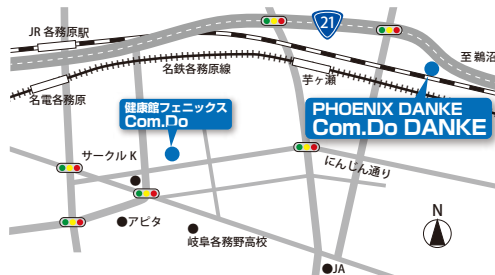 JR 各務原駅
21
至 鵜沼
名鉄各務原線
芋ヶ瀬
名電各務原
健康館フェニックス
Com.Do
PHOENIX DANKE
Com.Do DANKE
サークル K
にんじん通り
アピタ
岐阜各務野高校
N
JA